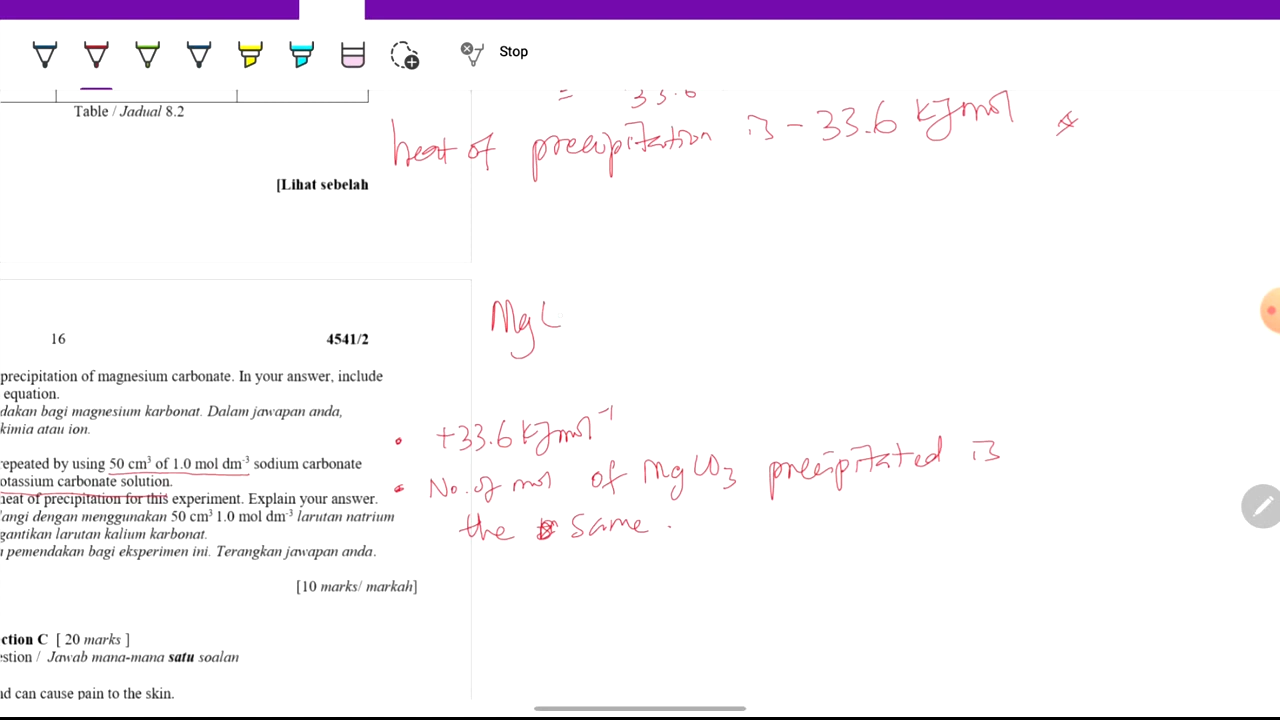 Stop
Table / Jadual 8.2
= 33.6
heat of precipitation is - 33.6 kJmol
[Lihat sebelah
MgC
16 4541/2
precipitation of magnesium carbonate. In your answer, include
equation.
dakan bagi magnesium karbonat. Dalam jawapan anda,
kimia atau ion.
+33.6 kJmol⁻¹
repeated by using 50 cm³ of 1.0 mol dm⁻³ sodium carbonate
otassium carbonate solution.
heat of precipitation for this experiment. Explain your answer.
angi dengan menggunakan 50 cm³ 1.0 mol dm⁻³ larutan natrium
gantikan larutan kalium karbonat.
pemendakan bagi eksperimen ini. Terangkan jawapan anda.
• No. of mol of MgCO₃ precipitated is
the same.
[10 marks/ markah]
ction C [ 20 marks ]
stion / Jawab mana-mana satu soalan
d can cause pain to the skin.